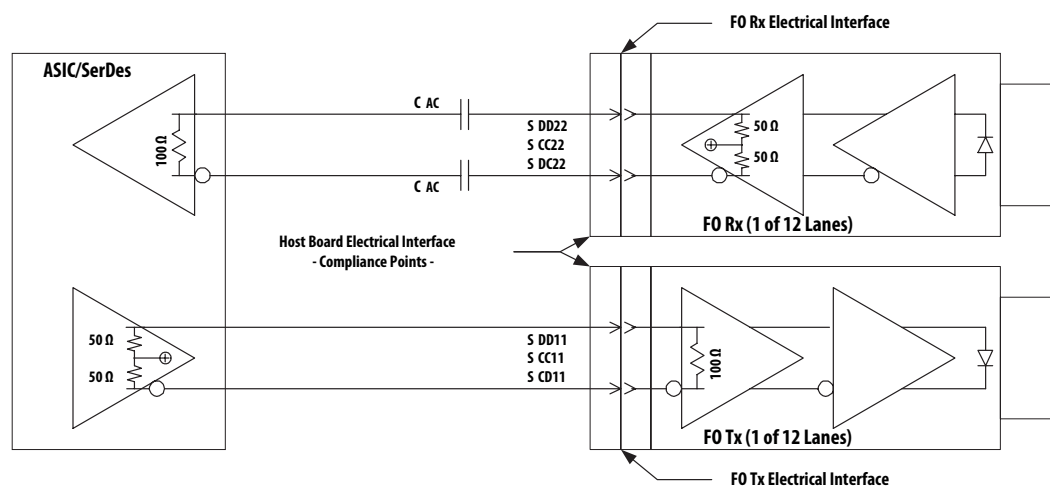 FO Rx Electrical Interface
ASIC/SerDes
C AC
100 Ω
S DD22
S CC22
S DC22
50 Ω
50 Ω
C AC
FO Rx (1 of 12 Lanes)
Host Board Electrical Interface
- Compliance Points -
50 Ω
50 Ω
S DD11
S CC11
S CD11
100 Ω
FO Tx (1 of 12 Lanes)
FO Tx Electrical Interface